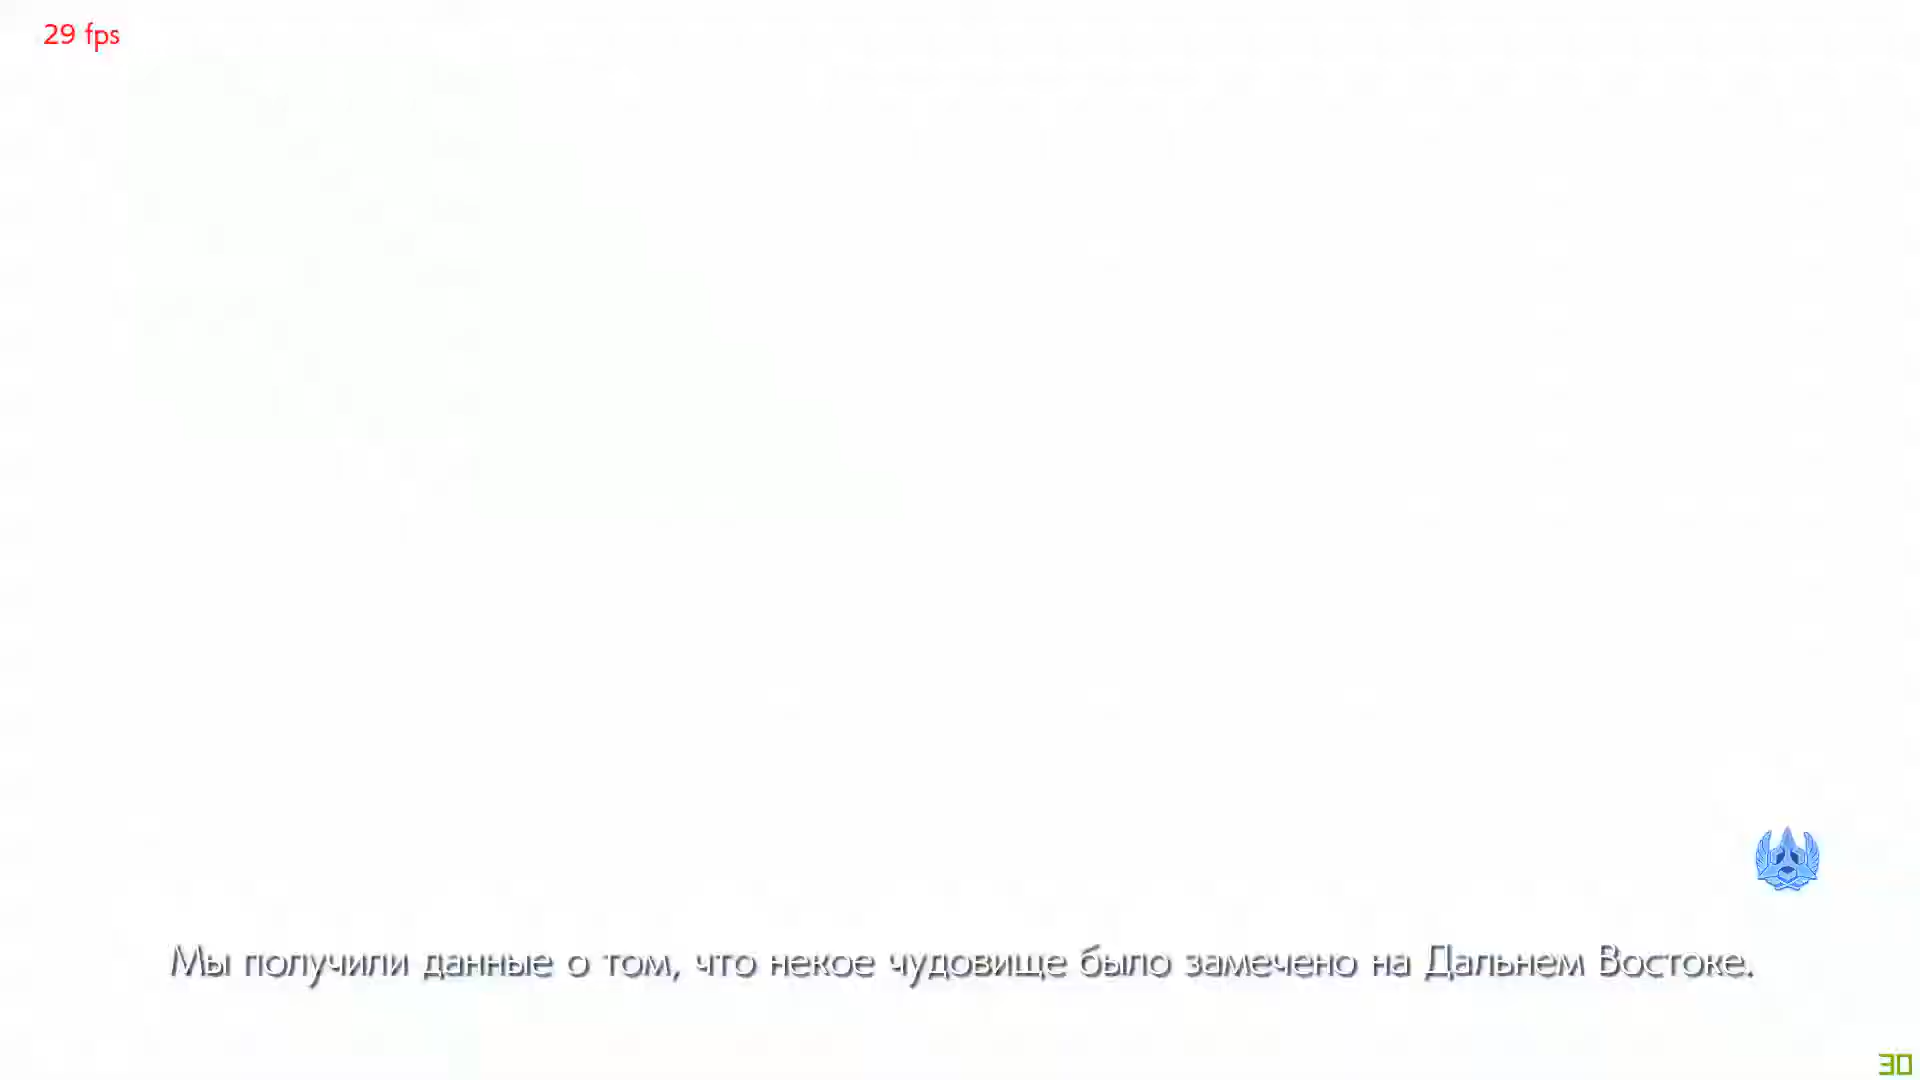 29 fps
Мы получили данные о том, что некое чудовище было замечено на Дальнем Востоке.
30